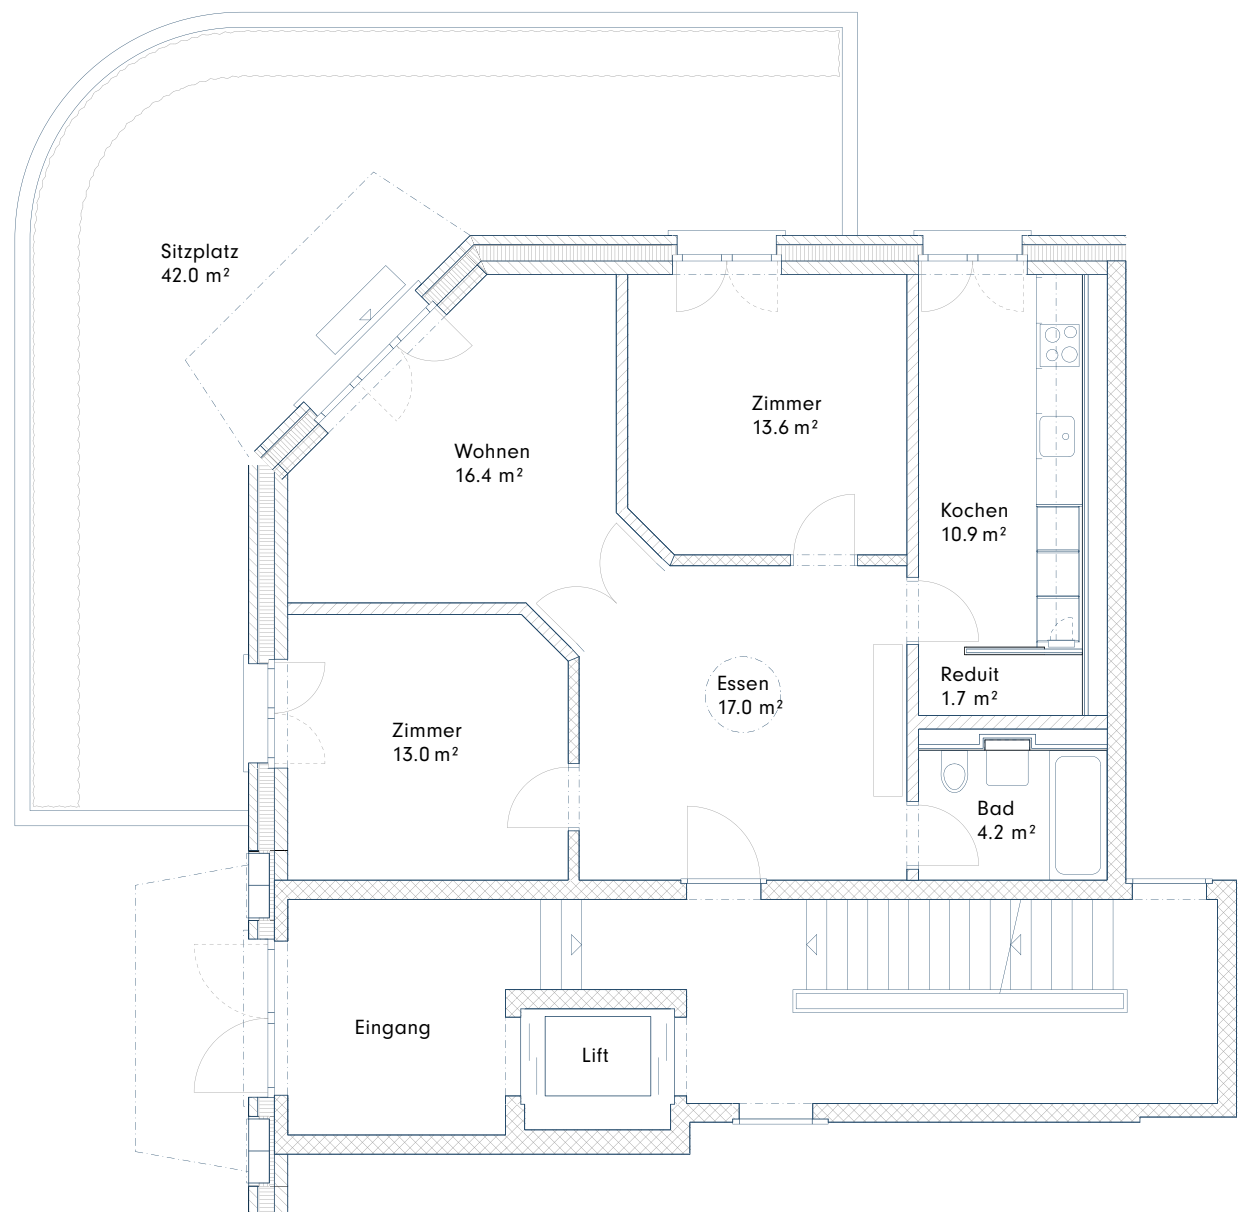 Sitzplatz
42.0 m²
Wohnen
16.4 m²
Zimmer
13.6 m²
Kochen
10.9 m²
Reduit
1.7 m²
Essen
17.0 m²
Zimmer
13.0 m²
Bad
4.2 m²
Eingang
Lift